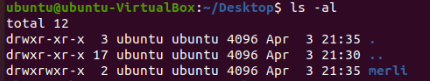 ubuntu@ubuntu-VirtualBox:~/Desktop$ ls -al
total 12
drwxr-xr-x  3 ubuntu ubuntu 4096 Apr  3 21:35 .
drwxr-xr-x 17 ubuntu ubuntu 4096 Apr  3 21:30 ..
drwxrwxr-x  2 ubuntu ubuntu 4096 Apr  3 21:35 merli